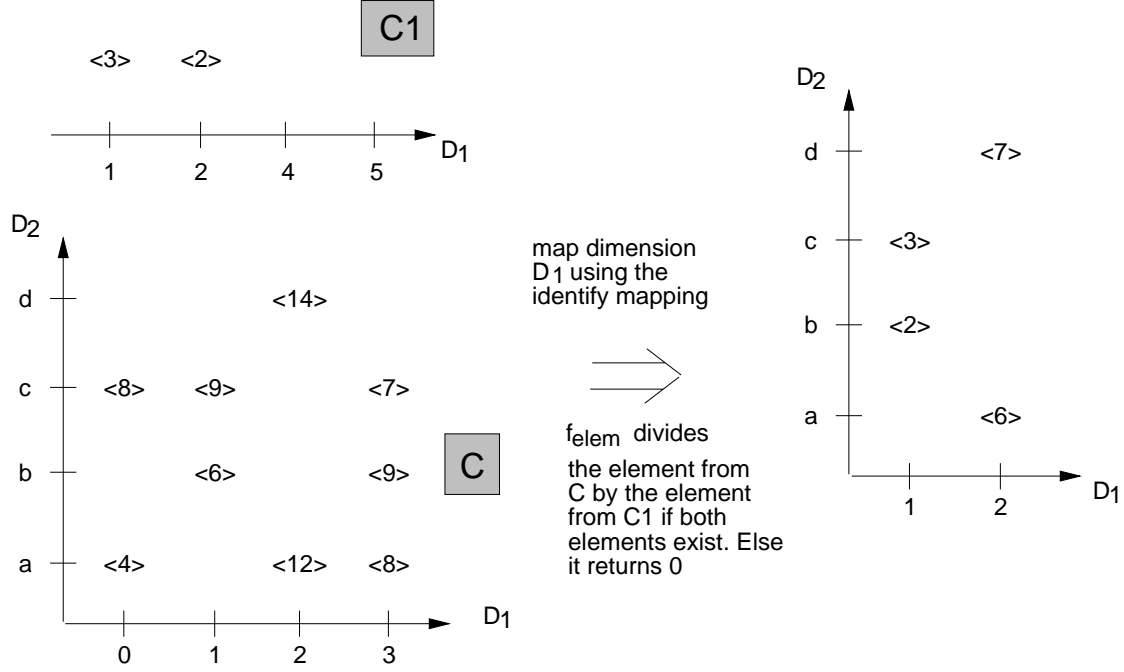 C1
<3> <2>
D1
1 2 4 5
D2
d <14>
c <8> <9> <7>
b <6> <9>
a <4> <12> <8>
D1
0 1 2 3
C
map dimension
D1 using the
identify mapping
felem divides
the element from
C by the element
from C1 if both
elements exist. Else
it returns 0
D2
d <7>
c <3>
b <2>
a <6>
D1
1 2